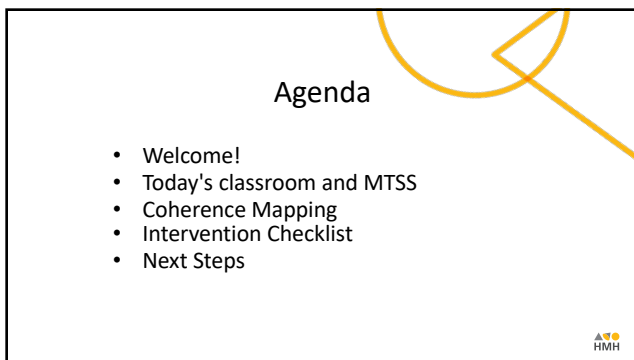 Agenda
• Welcome!
• Today's classroom and MTSS
• Coherence Mapping
• Intervention Checklist
• Next Steps
HMH